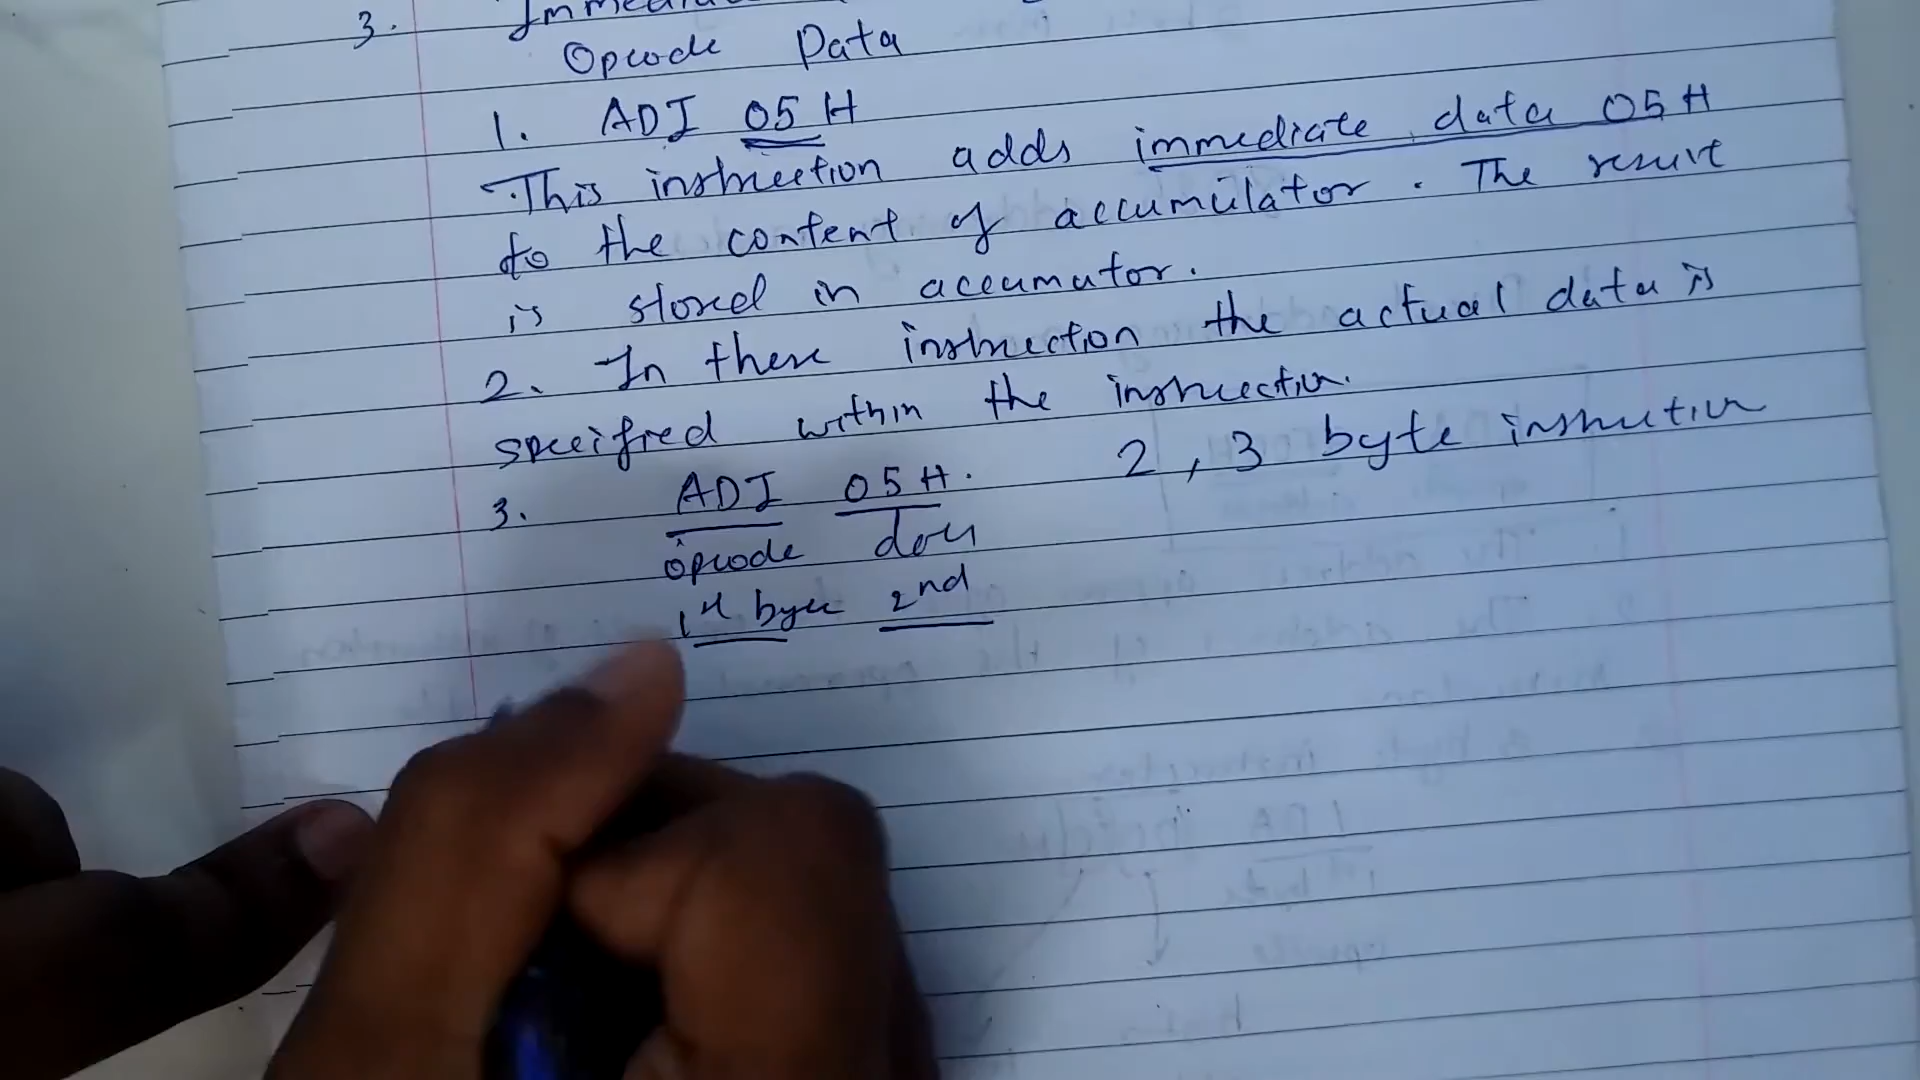 3.
Opcode Data
1. ADI 05 H
This instruction adds immediate data 05 H
to the content of accumulator. The result
is stored in accumator.
2. In these instruction the actual data is
specified within the instruction.
3. ADI 05 H. 2, 3 byte instruction
opcode
1st byte 2nd